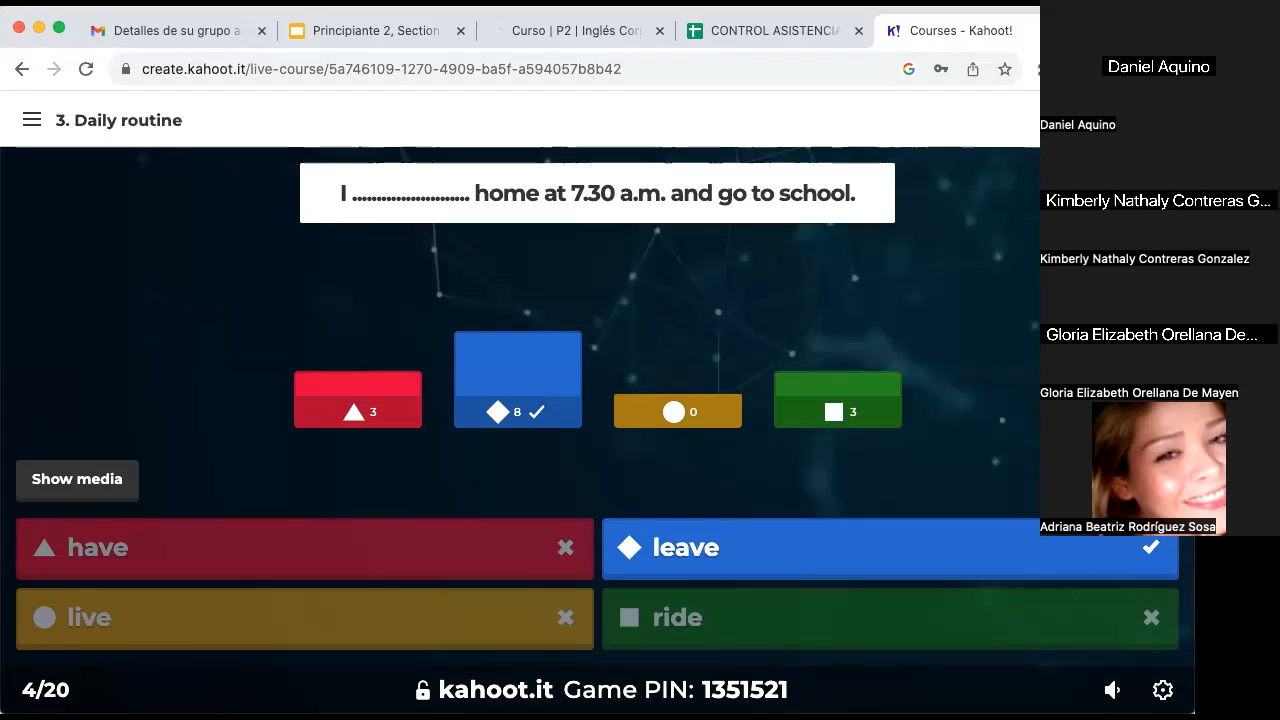 Detalles de su grupo a
Principiante 2, Section
Curso | P2 | Inglés Cor
CONTROL ASISTENCIA
Courses - Kahoot!
create.kahoot.it/live-course/5a746109-1270-4909-ba5f-a594057b8b42
3. Daily routine
I ........................ home at 7.30 a.m. and go to school.
3
8
0
3
Show media
have
leave
live
ride
4/20
kahoot.it Game PIN: 1351521
Daniel Aquino
Daniel Aquino
Kimberly Nathaly Contreras G...
Kimberly Nathaly Contreras Gonzalez
Gloria Elizabeth Orellana De...
Gloria Elizabeth Orellana De Mayen
Adriana Beatriz Rodríguez Sosa